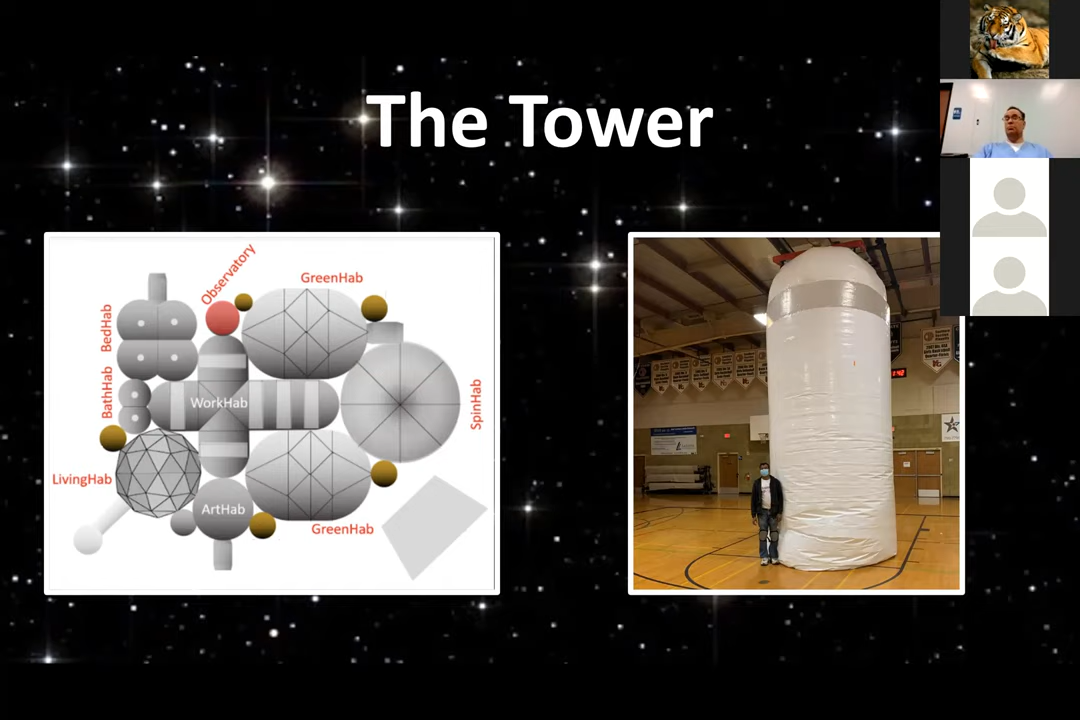 The Tower
Observatory
GreenHab
BedHab
BathHab
WorkHab
SpinHab
LivingHab
ArtHab
GreenHab